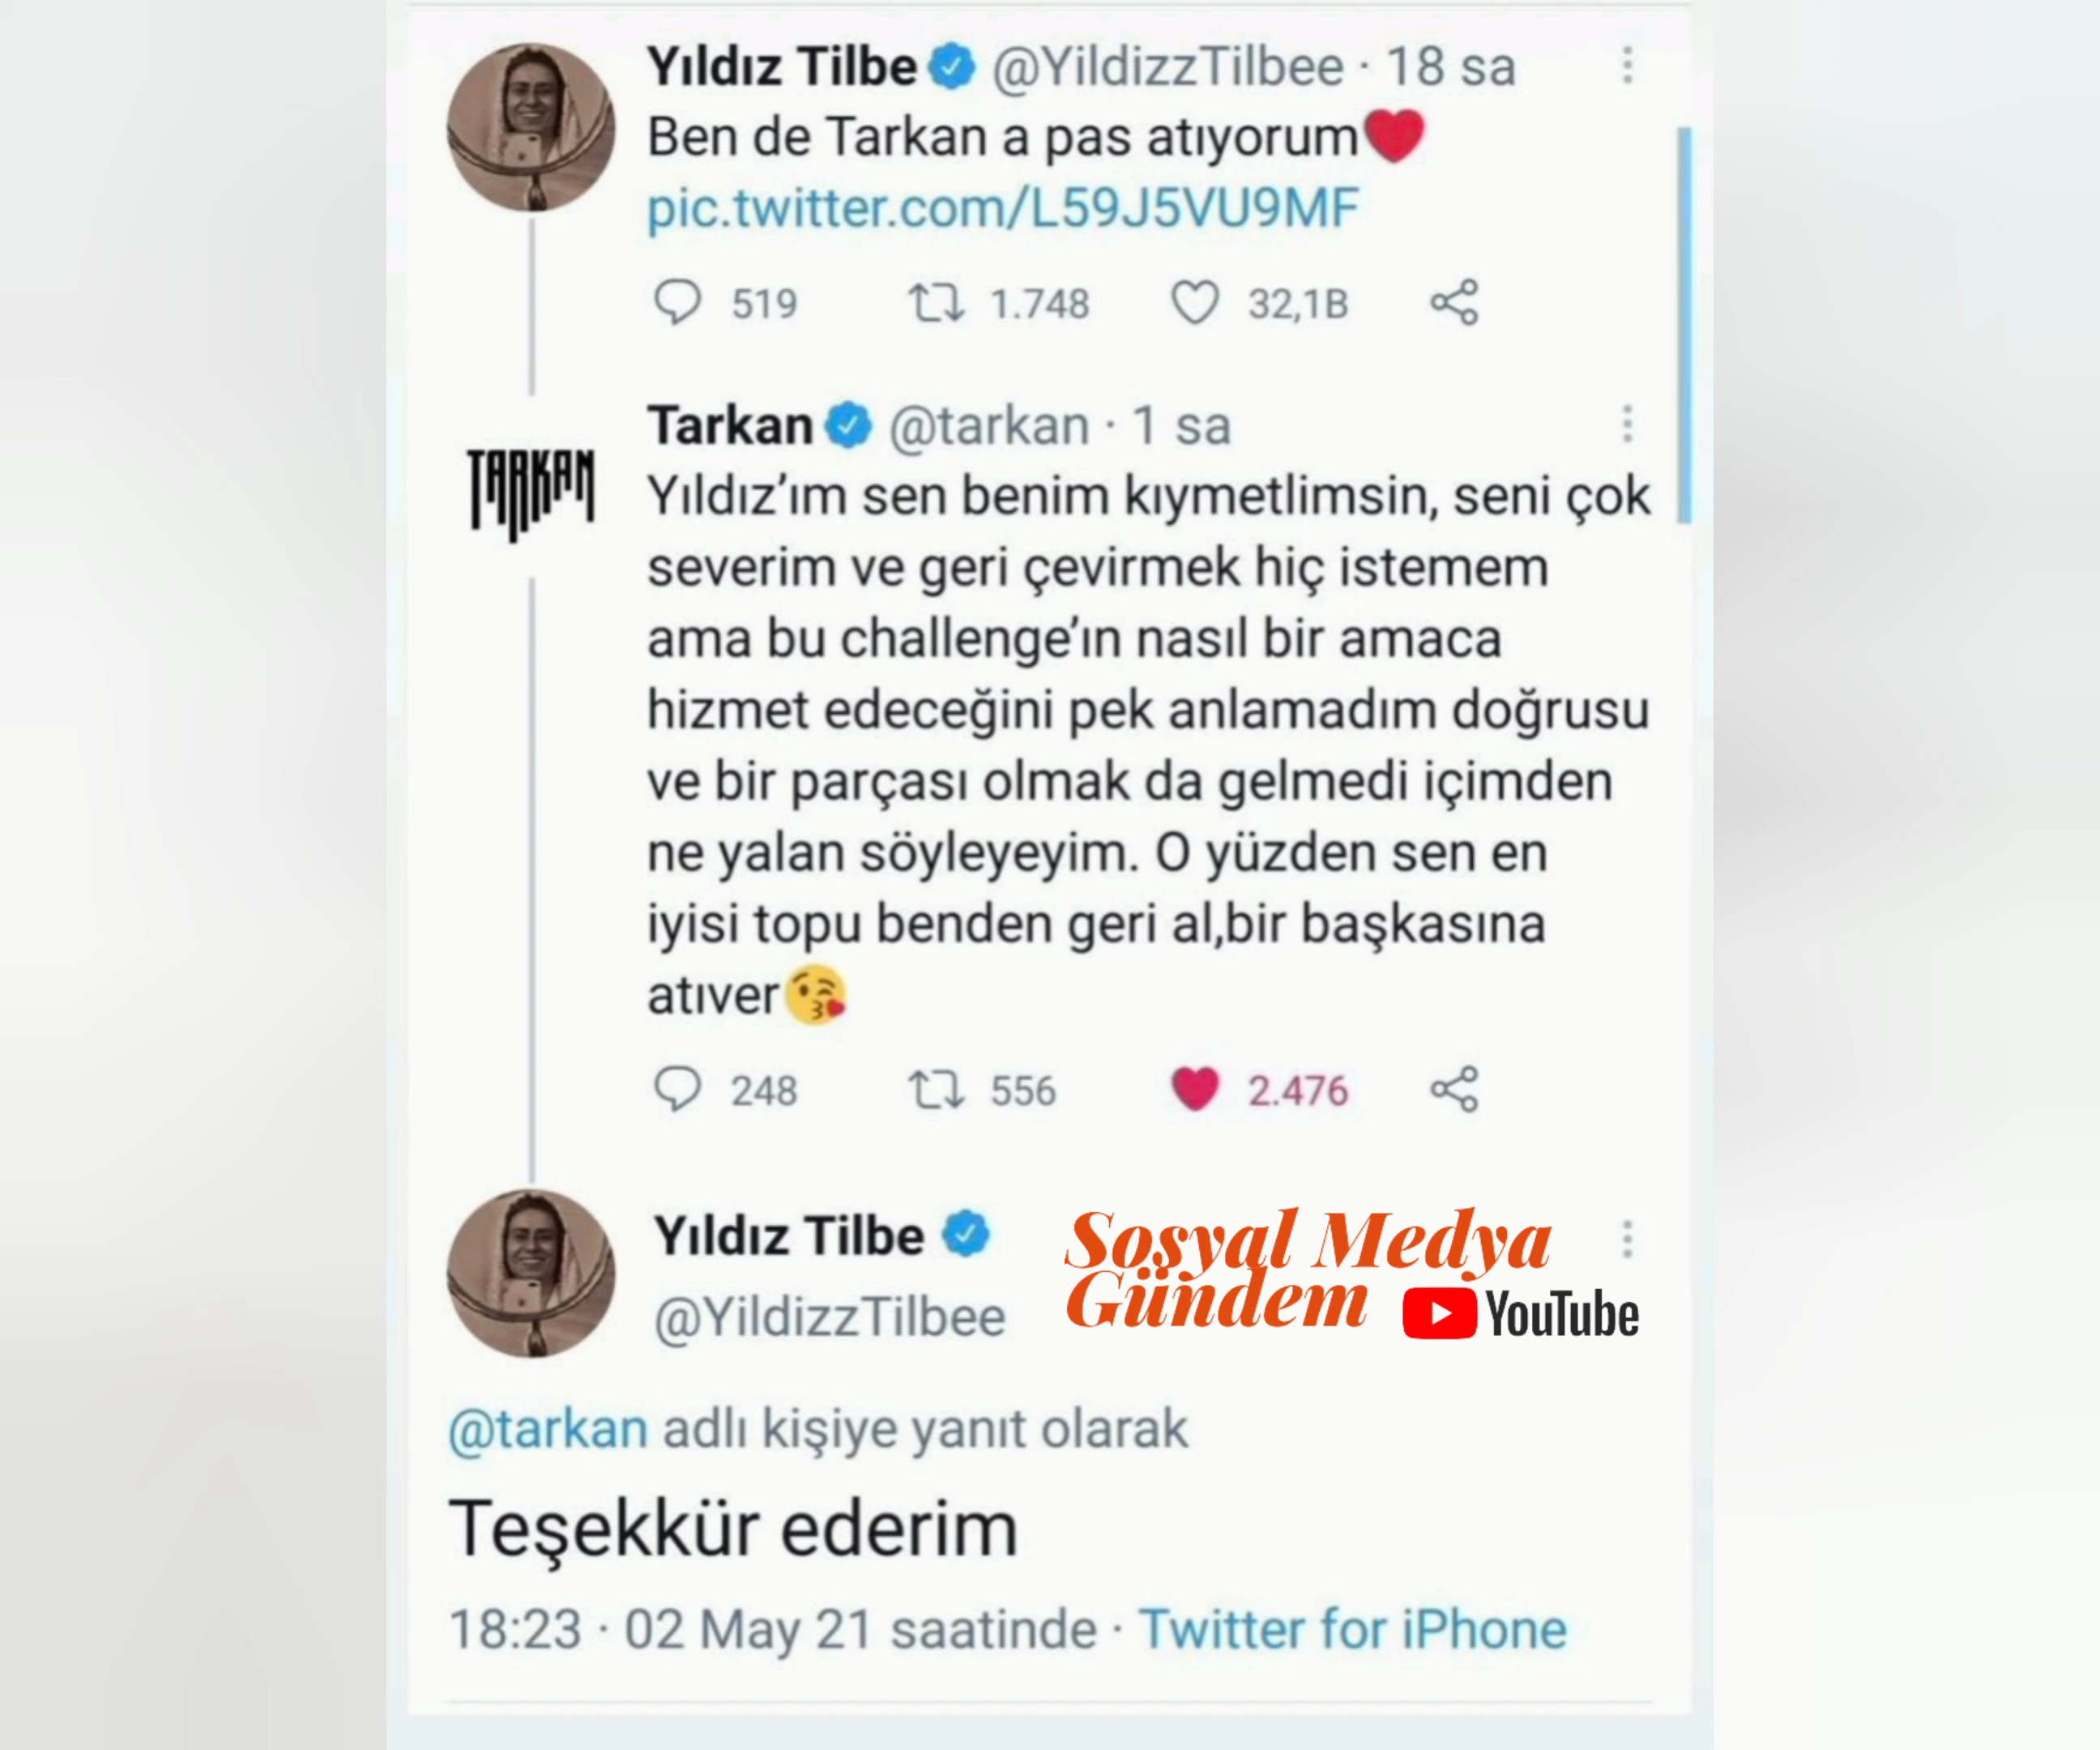 Yıldız Tilbe @YildizzTilbee · 18 sa
Ben de Tarkan a pas atıyorum❤️
pic.twitter.com/L59J5VU9MF
519 1.748 32,1B
TARKAN
Tarkan @tarkan · 1 sa
Yıldız’ım sen benim kıymetlimsin, seni çok
severim ve geri çevirmek hiç istemem
ama bu challenge’ın nasıl bir amaca
hizmet edeceğini pek anlamadım doğrusu
ve bir parçası olmak da gelmedi içimden
ne yalan söyleyeyim. O yüzden sen en
iyisi topu benden geri al,bir başkasına
atıver😘
248 556 2.476
Yıldız Tilbe
@YildizzTilbee
Sosyal Medya
Gündem YouTube
@tarkan adlı kişiye yanıt olarak
Teşekkür ederim
18:23 · 02 May 21 saatinde · Twitter for iPhone